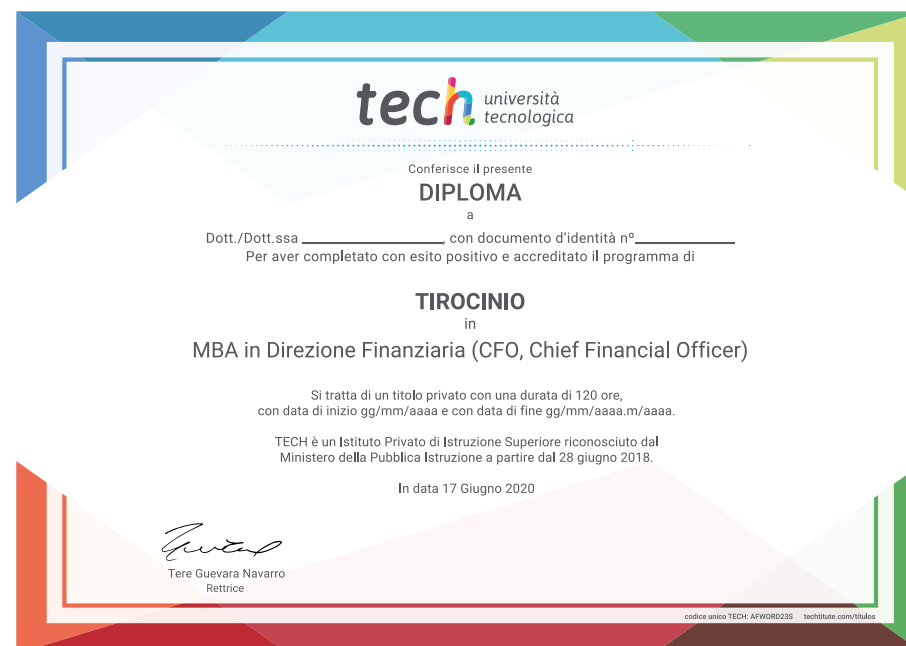 tech università
tecnologica
Conferisce il presente
DIPLOMA
a
Dott./Dott.ssa ____________________, con documento d'identità nº______________
Per aver completato con esito positivo e accreditato il programma di
TIROCINIO
in
MBA in Direzione Finanziaria (CFO, Chief Financial Officer)
Si tratta di un titolo privato con una durata di 120 ore,
con data di inizio gg/mm/aaaa e con data di fine gg/mm/aaaa.m/aaaa.
TECH è un Istituto Privato di Istruzione Superiore riconosciuto dal
Ministero della Pubblica Istruzione a partire dal 28 giugno 2018.
In data 17 Giugno 2020
Tere Guevara Navarro
Rettrice
codice unico TECH: AFWORD23S techtitute.com/titulos